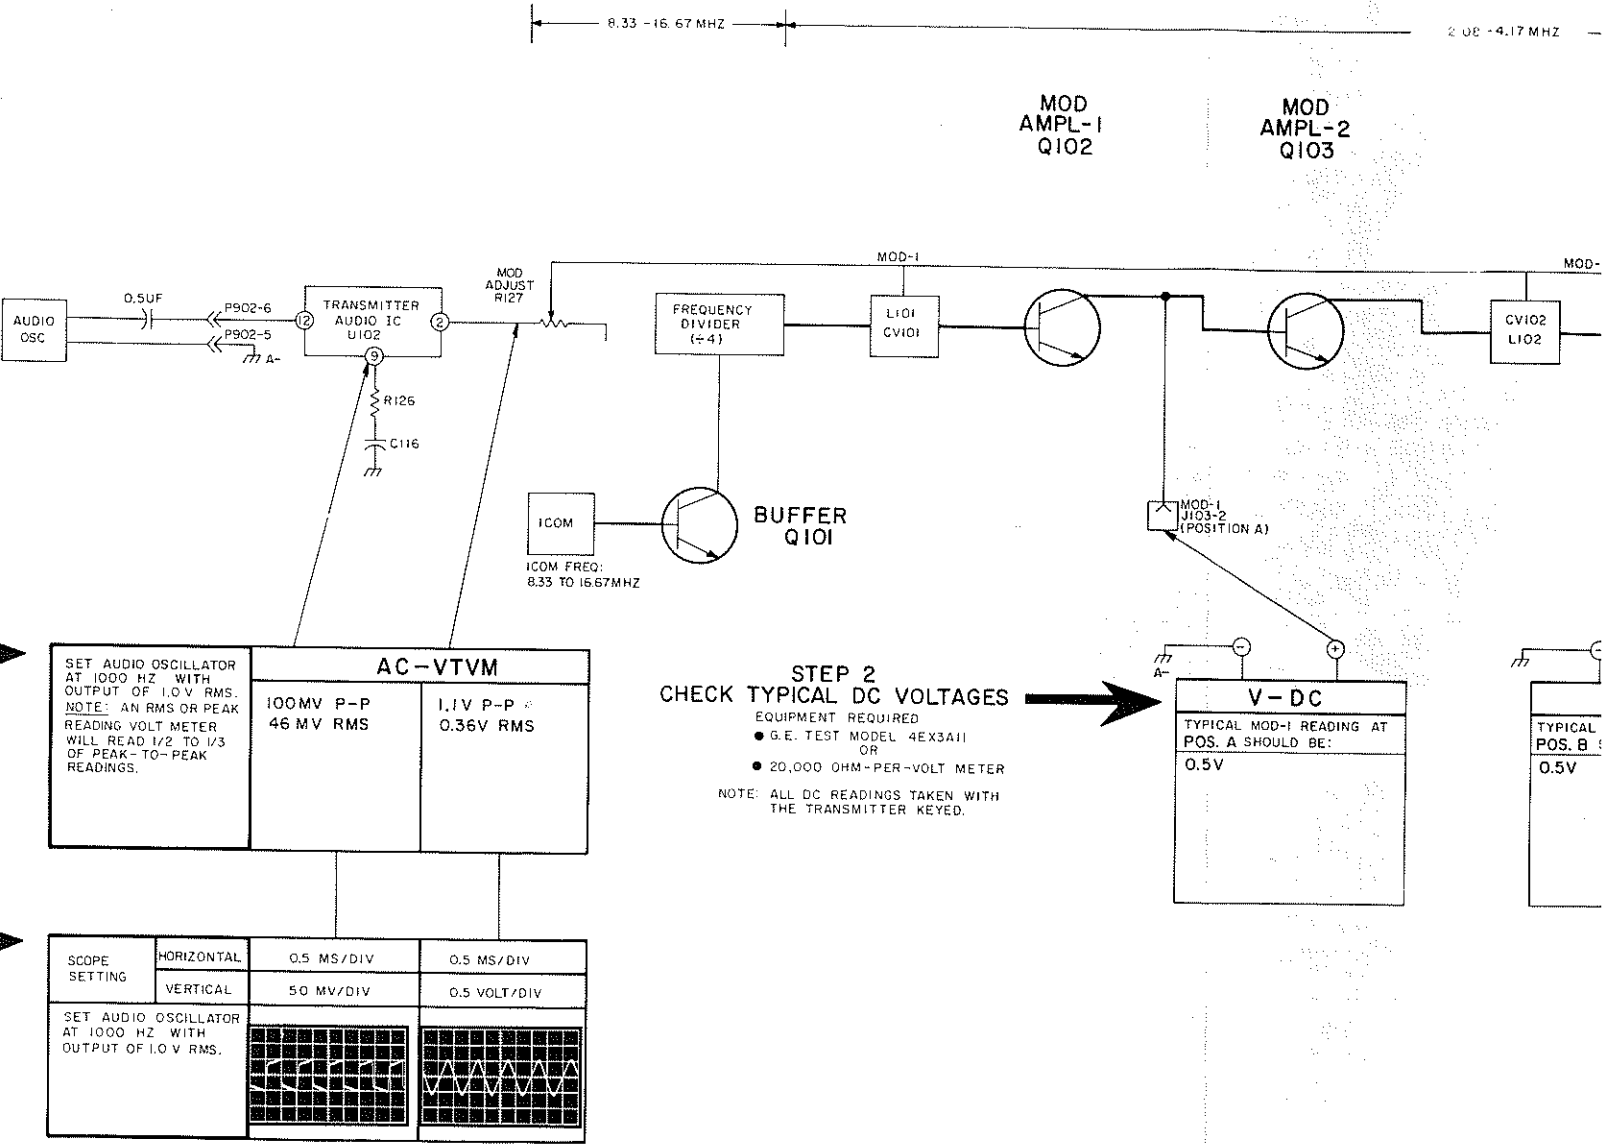 8.33 -16.67 MHZ
2.08 -4.17 MHZ
MOD
AMPL-1
Q102
MOD
AMPL-2
Q103
MOD-1
MOD-
MOD
ADJUST
R127
AUDIO
OSC
0.5UF
P902-6
P902-5
A-
12
TRANSMITTER
AUDIO IC
U102
2
9
R126
C116
FREQUENCY
DIVIDER
(÷4)
L101
CV101
CV102
L102
ICOM
ICOM FREQ:
8.33 TO 16.67MHZ
BUFFER
Q101
MOD-1
J103-2
(POSITION A)
SET AUDIO OSCILLATOR
AT 1000 HZ WITH
OUTPUT OF 1.0 V RMS.
NOTE: AN RMS OR PEAK
READING VOLT METER
WILL READ 1/2 TO 1/3
OF PEAK-TO-PEAK
READINGS.
AC-VTVM
100MV P-P
46 MV RMS
1.1V P-P
0.36V RMS
STEP 2
CHECK TYPICAL DC VOLTAGES
EQUIPMENT REQUIRED
● G.E. TEST MODEL 4EX3A11
OR
● 20,000 OHM-PER-VOLT METER
NOTE: ALL DC READINGS TAKEN WITH
THE TRANSMITTER KEYED.
A-
−
+
V-DC
TYPICAL MOD-1 READING AT
POS. A SHOULD BE:
0.5V
TYPICAL
POS. B
0.5V
SCOPE
SETTING
HORIZONTAL
0.5 MS/DIV
0.5 MS/DIV
VERTICAL
50 MV/DIV
0.5 VOLT/DIV
SET AUDIO OSCILLATOR
AT 1000 HZ WITH
OUTPUT OF 1.0 V RMS.